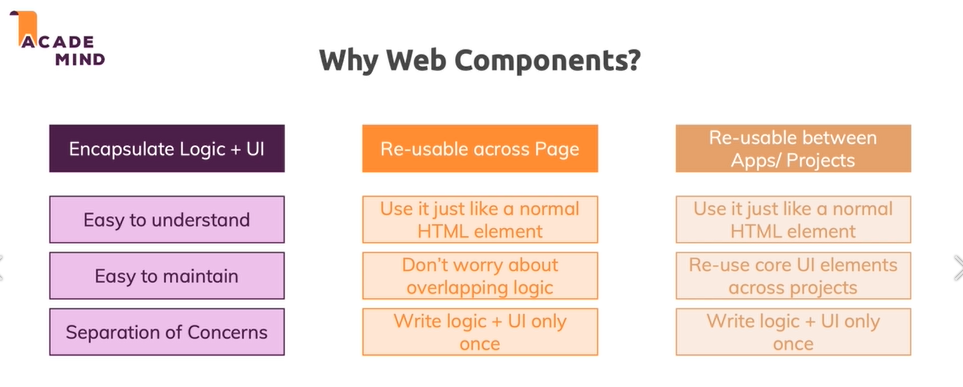 ACADE
MIND
Why Web Components?
Encapsulate Logic + UI
Easy to understand
Easy to maintain
Separation of Concerns
Re-usable across Page
Use it just like a normal
HTML element
Don't worry about
overlapping logic
Write logic + UI only
once
Re-usable between
Apps/ Projects
Use it just like a normal
HTML element
Re-use core UI elements
across projects
Write logic + UI only
once